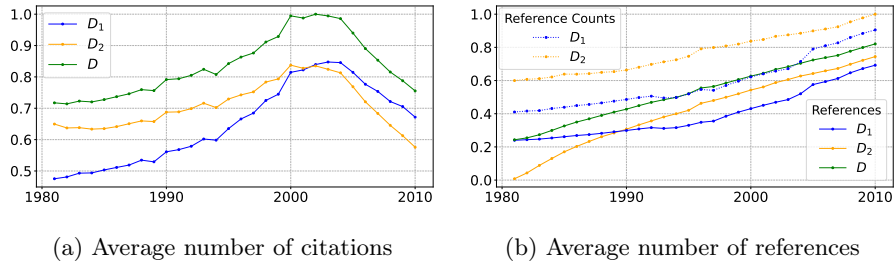 1.0
0.9
0.8
0.7
0.6
0.5
D₁
D₂
D
1980
1990
2000
2010
(a) Average number of citations
1.0
0.8
0.6
0.4
0.2
0.0
Reference Counts
D₁
D₂
References
D₁
D₂
D
1980
1990
2000
2010
(b) Average number of references